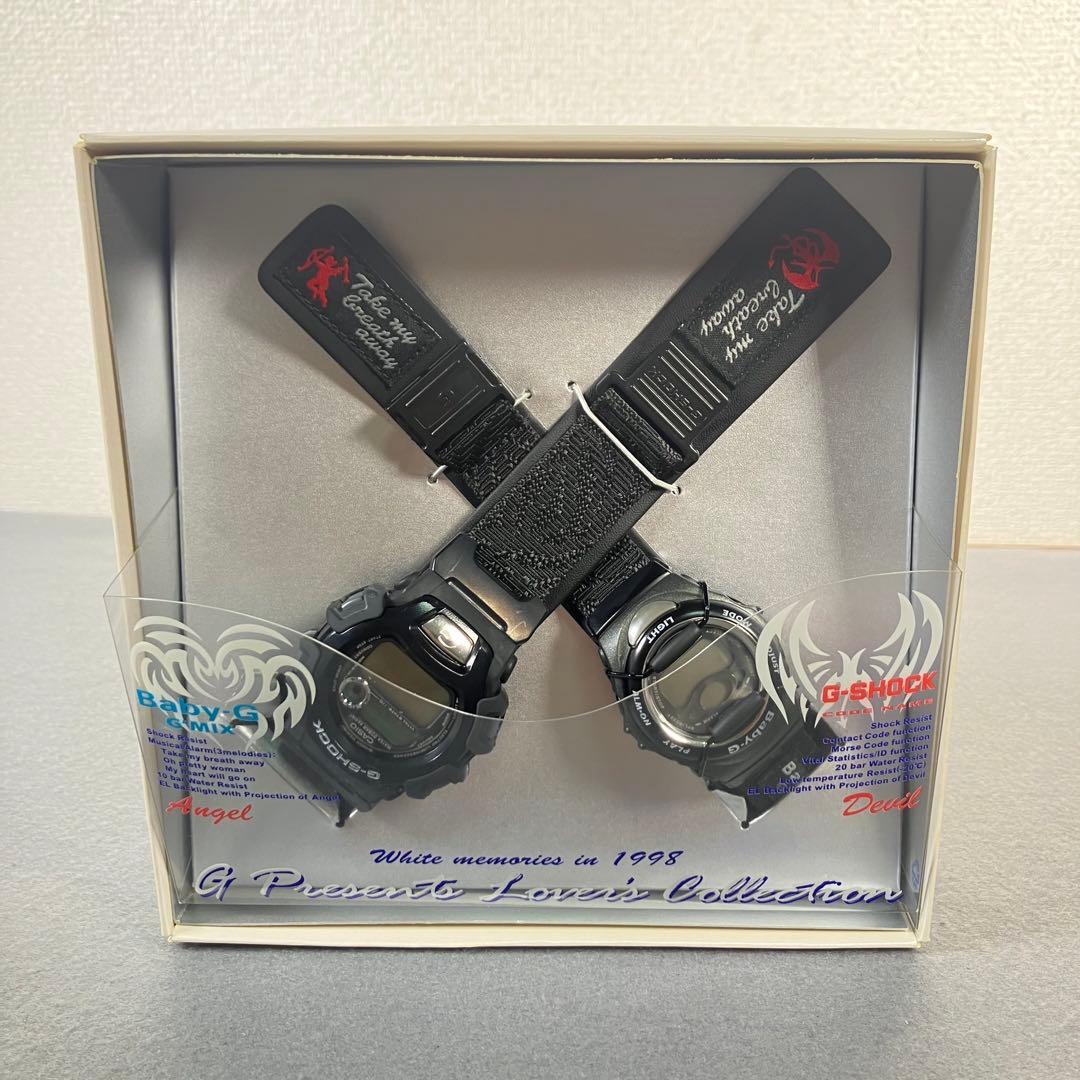 Take my
breath
away
Take my
breath
away
G-SHOCK
LIGHT
MODE
ADJUST
PLAY
Baby-G
G-SHOCK
CASIO
Baby-G
G-MIX
Shock Resist
Musical Alarm(3melodies):
Take my breath away
Oh pretty woman
My heart will go on
10 bar Water Resist
EL Backlight with Projection of Angel
Angel
G-SHOCK
CODE NAME
Shock Resist
Contact Code function
Morse Code function
Vital Statistics/ID function
20 bar Water Resist
Low Temperature Resist(-20°C)
EL Backlight with Projection of Devil
Devil
White memories in 1998
G Presents Lover's Collection